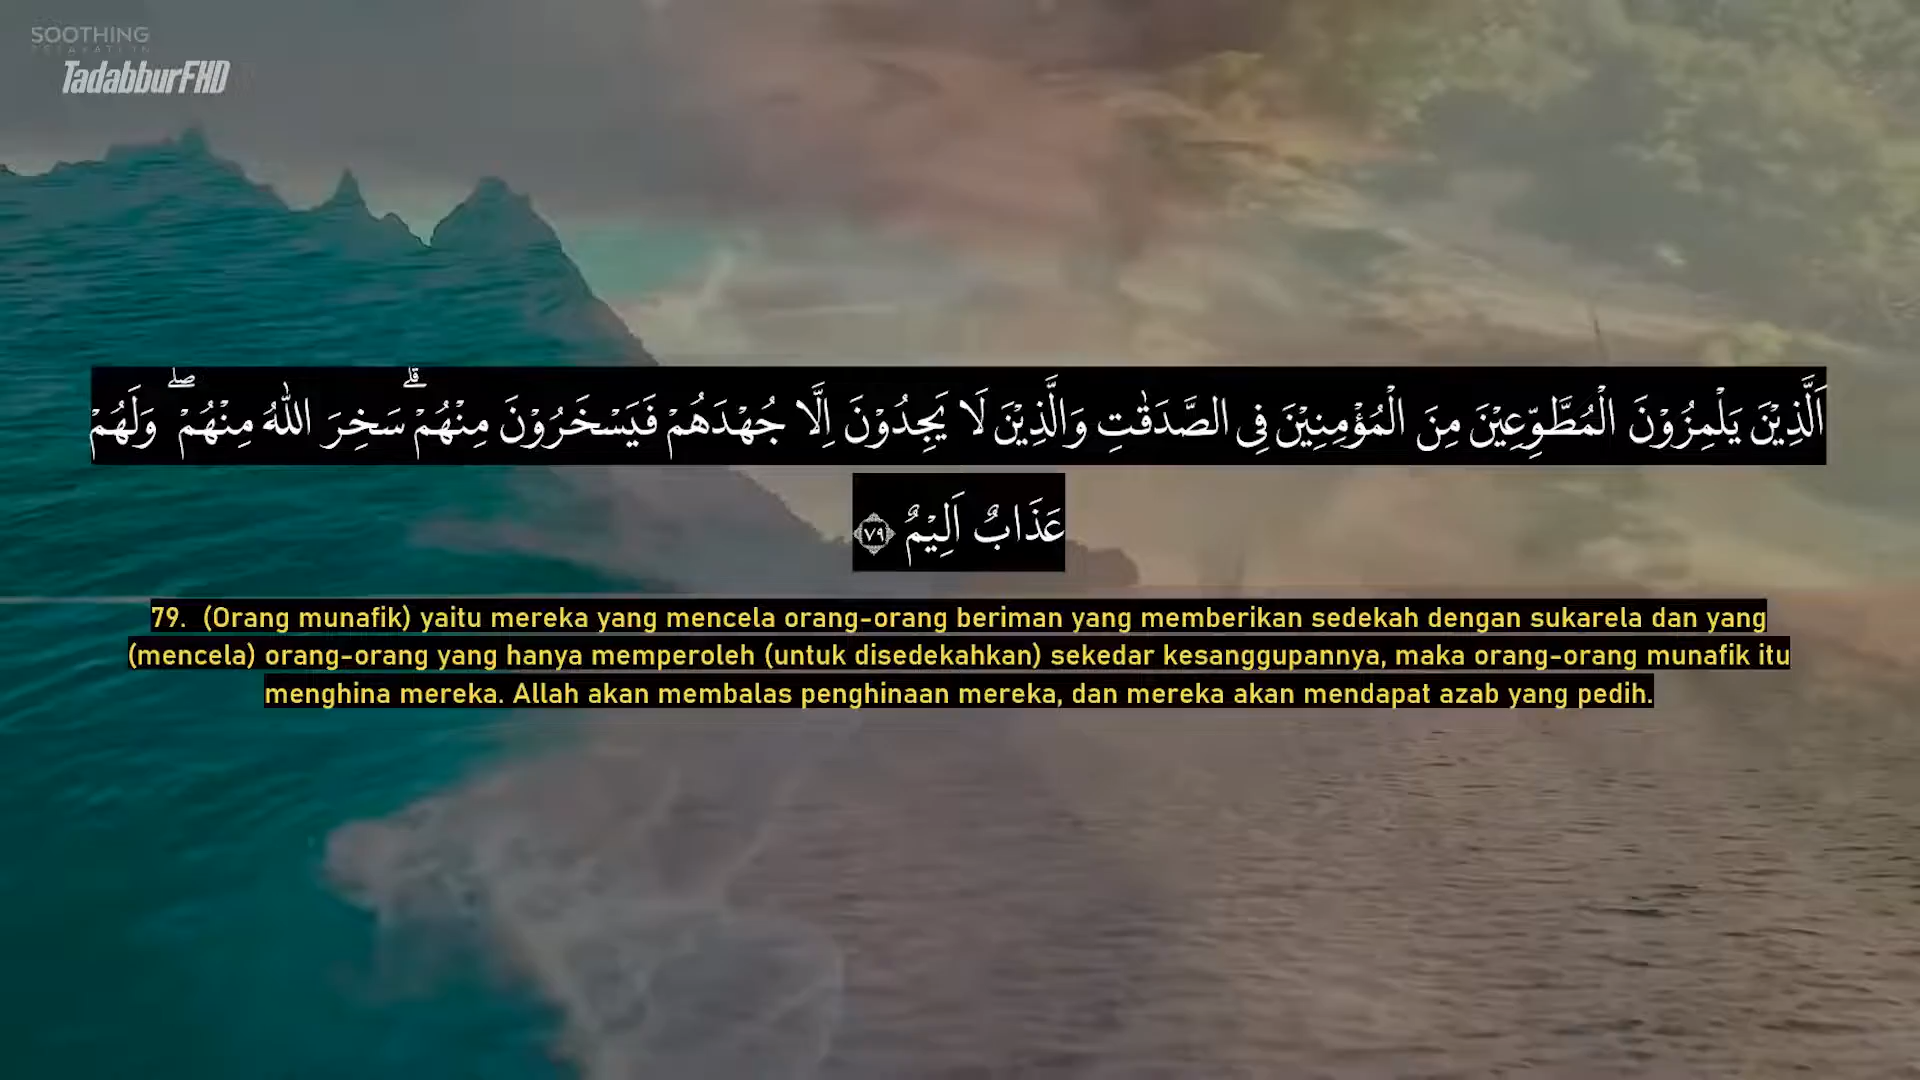 SOOTHING
RELAXATION
TadabburFHD
اَلَّذِيْنَ يَلْمِزُوْنَ الْمُطَّوِّعِيْنَ مِنَ الْمُؤْمِنِيْنَ فِى الصَّدَقٰتِ وَالَّذِيْنَ لَا يَجِدُوْنَ اِلَّا جُهْدَهُمْ فَيَسْخَرُوْنَ مِنْهُمْۗ سَخِرَ اللّٰهُ مِنْهُمْ ۖ وَلَهُمْ
عَذَابٌ اَلِيْمٌ ٧٩
79. (Orang munafik) yaitu mereka yang mencela orang-orang beriman yang memberikan sedekah dengan sukarela dan yang
(mencela) orang-orang yang hanya memperoleh (untuk disedekahkan) sekedar kesanggupannya, maka orang-orang munafik itu
menghina mereka. Allah akan membalas penghinaan mereka, dan mereka akan mendapat azab yang pedih.